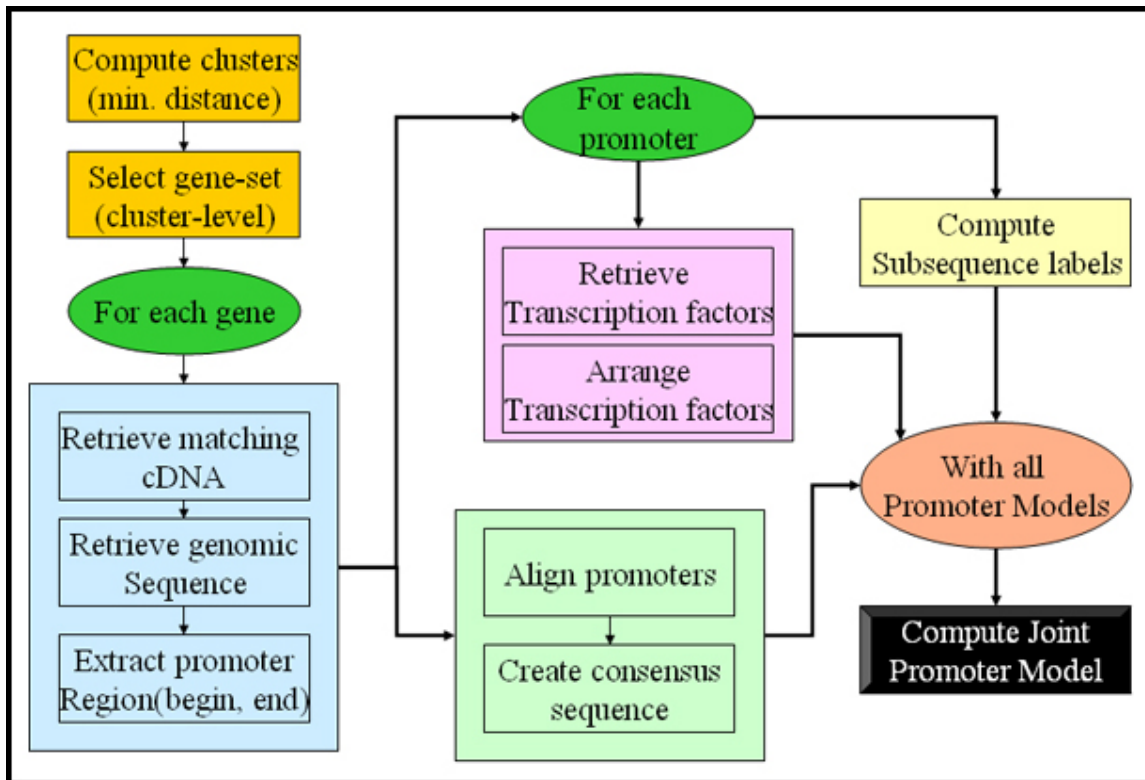 Compute clusters
(min. distance)
Select gene-set
(cluster-level)
For each gene
Retrieve matching
cDNA
Retrieve genomic
Sequence
Extract promoter
Region(begin, end)
For each
promoter
Retrieve
Transcription factors
Arrange
Transcription factors
Align promoters
Create consensus
sequence
Compute
Subsequence labels
With all
Promoter Models
Compute Joint
Promoter Model